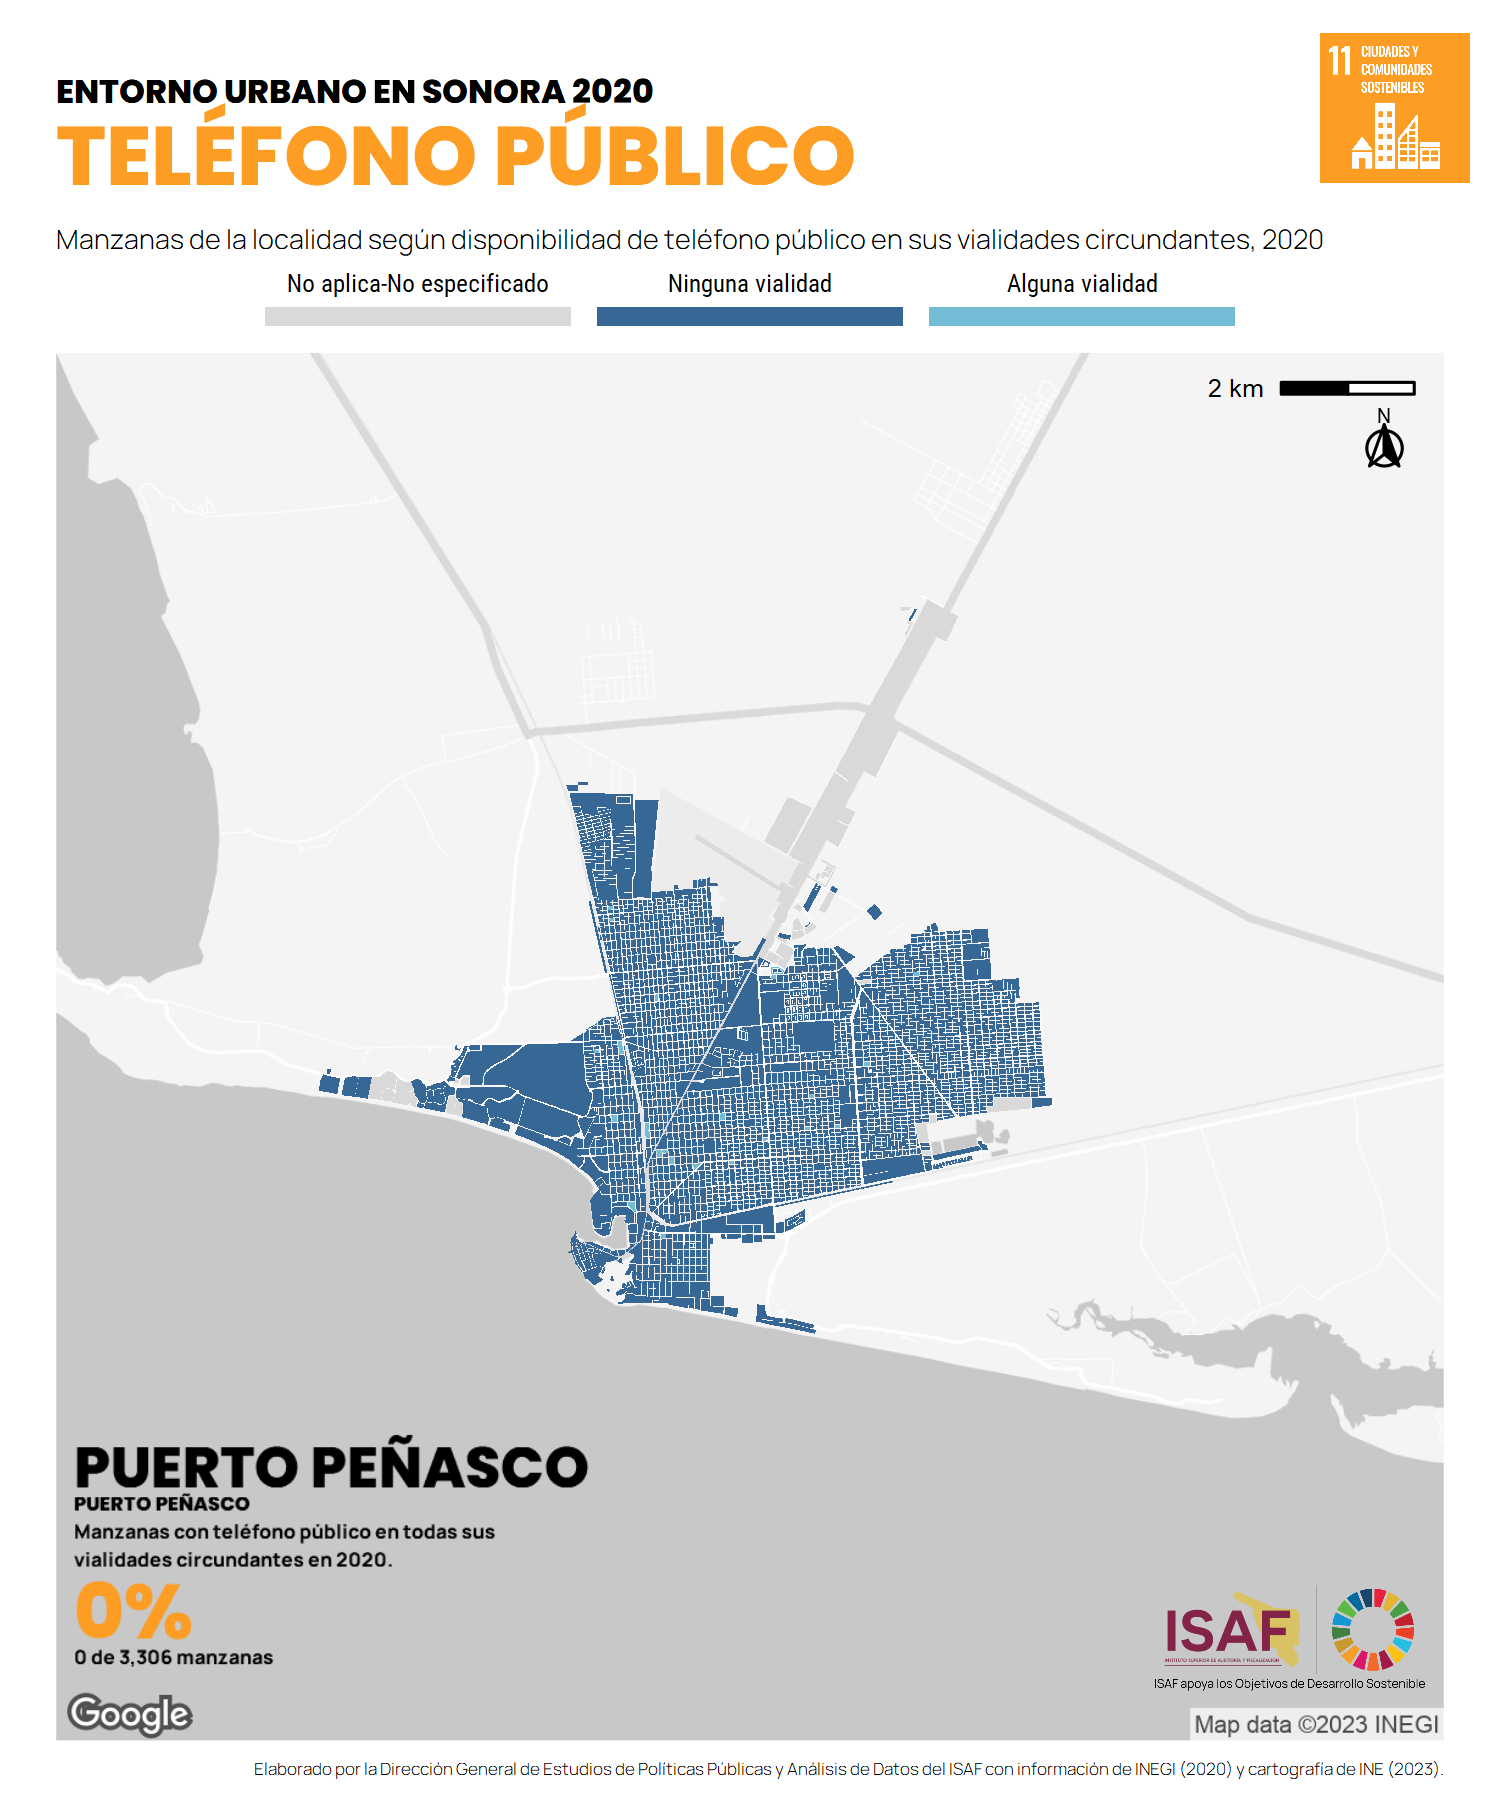 ENTORNO URBANO EN SONORA 2020
TELÉFONO PÚBLICO
11 CIUDADES Y
COMUNIDADES
SOSTENIBLES
Manzanas de la localidad según disponibilidad de teléfono público en sus vialidades circundantes, 2020
No aplica-No especificado
Ninguna vialidad
Alguna vialidad
2 km
N
PUERTO PEÑASCO
PUERTO PEÑASCO
Manzanas con teléfono público en todas sus
vialidades circundantes en 2020.
0%
0 de 3,306 manzanas
ISAF
INSTITUTO SUPERIOR DE AUDITORÍA Y FISCALIZACIÓN
ISAF apoya los Objetivos de Desarrollo Sostenible
Google
Map data ©2023 INEGI
Elaborado por la Dirección General de Estudios de Políticas Públicas y Análisis de Datos del ISAF con información de INEGI (2020) y cartografía de INE (2023).